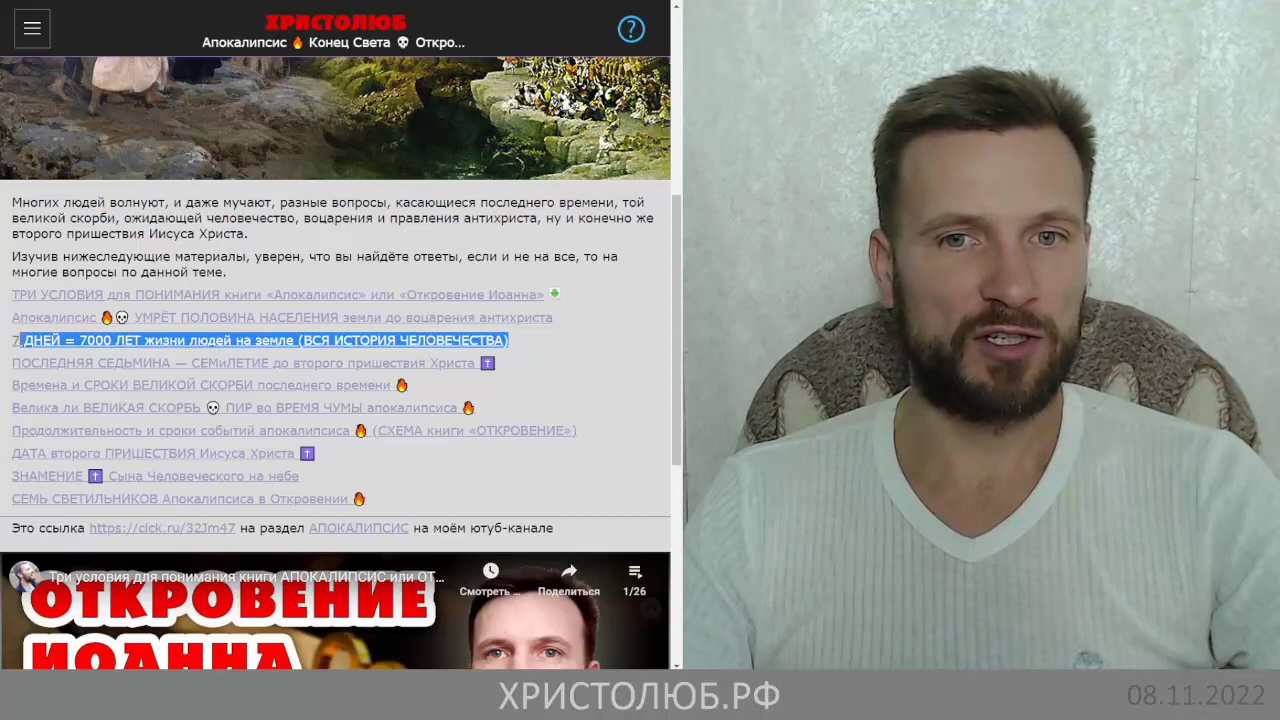 ХРИСТОЛЮБ
Апокалипсис 🔥 Конец Света 💀 Откро...
?
Многих людей волнуют, и даже мучают, разные вопросы, касающиеся последнего времени, той
великой скорби, ожидающей человечество, воцарения и правления антихриста, ну и конечно же
второго пришествия Иисуса Христа.
Изучив нижеследующие материалы, уверен, что вы найдёте ответы, если и не на все, то на
многие вопросы по данной теме.
ТРИ УСЛОВИЯ для ПОНИМАНИЯ книги «Апокалипсис» или «Откровение Иоанна»
Апокалипсис 🔥💀 УМРЁТ ПОЛОВИНА НАСЕЛЕНИЯ земли до воцарения антихриста
7 ДНЕЙ = 7000 ЛЕТ жизни людей на земле (ВСЯ ИСТОРИЯ ЧЕЛОВЕЧЕСТВА)
ПОСЛЕДНЯЯ СЕДЬМИНА — СЕМиЛЕТИЕ до второго пришествия Христа ✝
Времена и СРОКИ ВЕЛИКОЙ СКОРБИ последнего времени 🔥
Велика ли ВЕЛИКАЯ СКОРБЬ 💀 ПИР во ВРЕМЯ ЧУМЫ апокалипсиса 🔥
Продолжительность и сроки событий апокалипсиса 🔥 (СХЕМА книги «ОТКРОВЕНИЕ»)
ДАТА второго ПРИШЕСТВИЯ Иисуса Христа ✝
ЗНАМЕНИЕ ✝ Сына Человеческого на небе
СЕМЬ СВЕТИЛЬНИКОВ Апокалипсиса в Откровении 🔥
Это ссылка https://clck.ru/32Jm47 на раздел АПОКАЛИПСИС на моём ютуб-канале
Три условия для понимания книги АПОКАЛИПСИС или ОТ...
Смотреть ...
Поделиться
1/26
ОТКРОВЕНИЕ
ИОАННА
ХРИСТОЛЮБ.РФ
08.11.2022